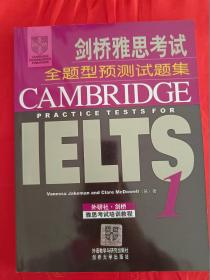 剑桥雅思考试
全题型预测试题集
CAMBRIDGE
PRACTICE TESTS FOR
IELTS
1
Vanessa Jakeman and Clare McDowell (英) 著
外研社·剑桥
雅思考试培训教程
外语教学与研究出版社
剑桥大学出版社